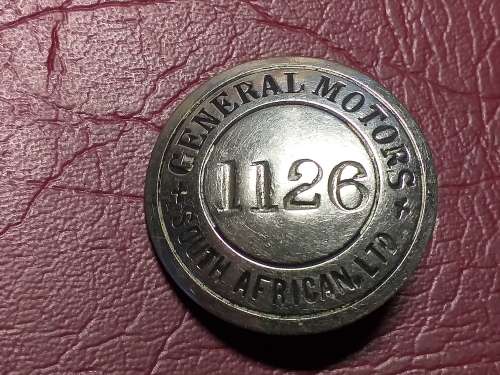 GENERAL MOTORS
1126
SOUTH AFRICAN, LTD